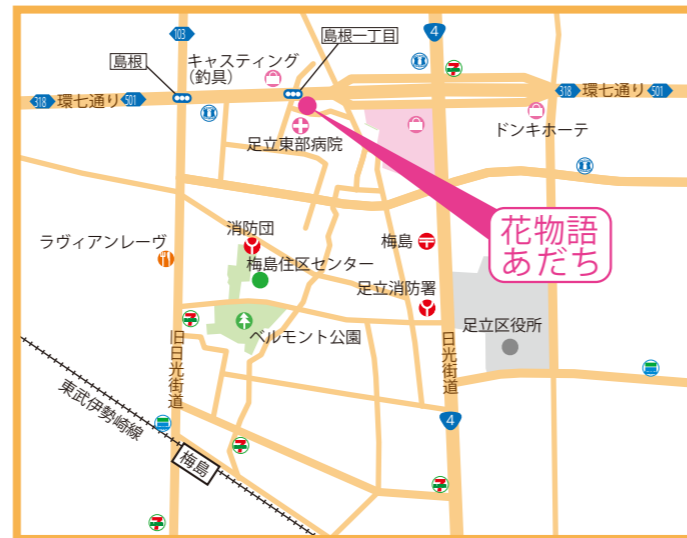 103
4
島根一丁目
島根
キャスティング
（釣具）
7
318 環七通り 501
318 環七通り 501
ドンキホーテ
足立東部病院
花物語
あだち
消防団
梅島
ラヴィアンレーヴ
梅島住区センター
足立消防署
足立区役所
7
ベルモント公園
旧日光街道
日光街道
東武伊勢崎線
4
7
梅島
7
7